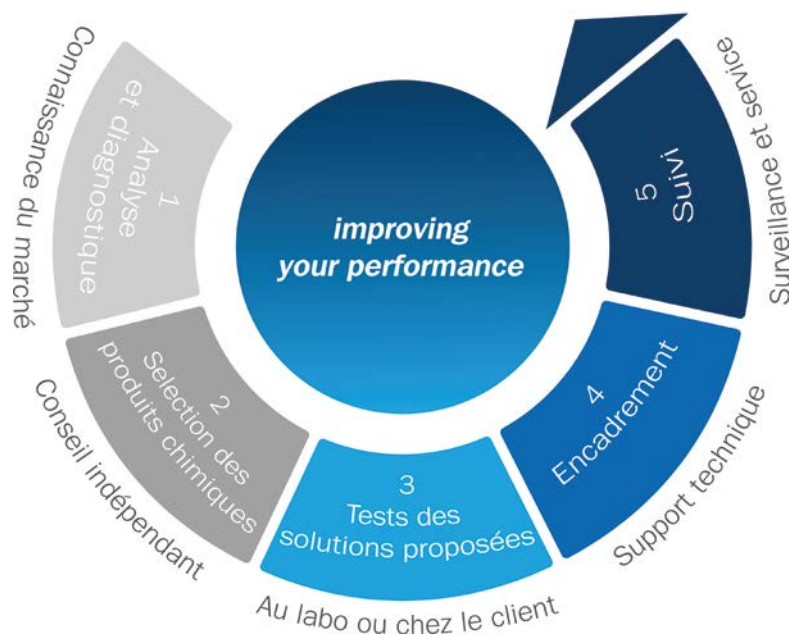 improving
your performance
Connaissance du marché
1
Analyse
et diagnostique
Conseil indépendant
2
Selection des
produits chimiques
3
Tests des
solutions proposées
Au labo ou chez le client
4
Encadrement
Support technique
5
Suivi
Surveillance et service